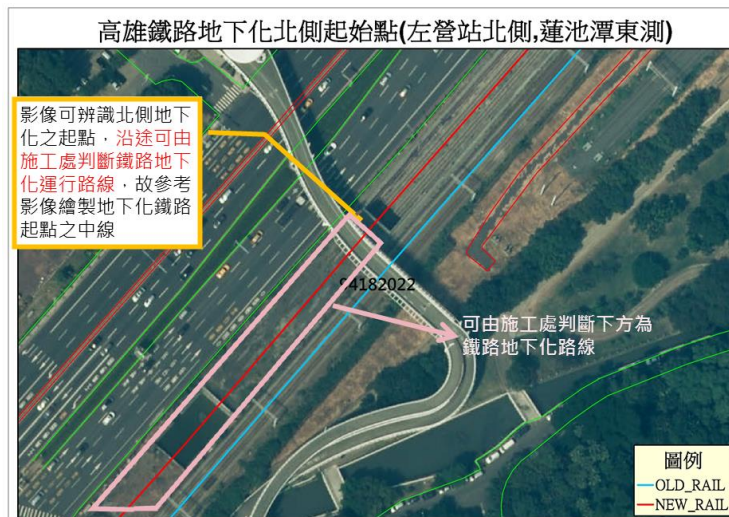 高雄鐵路地下化北側起始點(左營站北側,蓮池潭東測)
影像可辨識北側地下
化之起點，沿途可由
施工處判斷鐵路地下
化運行路線，故參考
影像繪製地下化鐵路
起點之中線
94182022
可由施工處判斷下方為
鐵路地下化路線
圖例
OLD_RAIL
NEW_RAIL